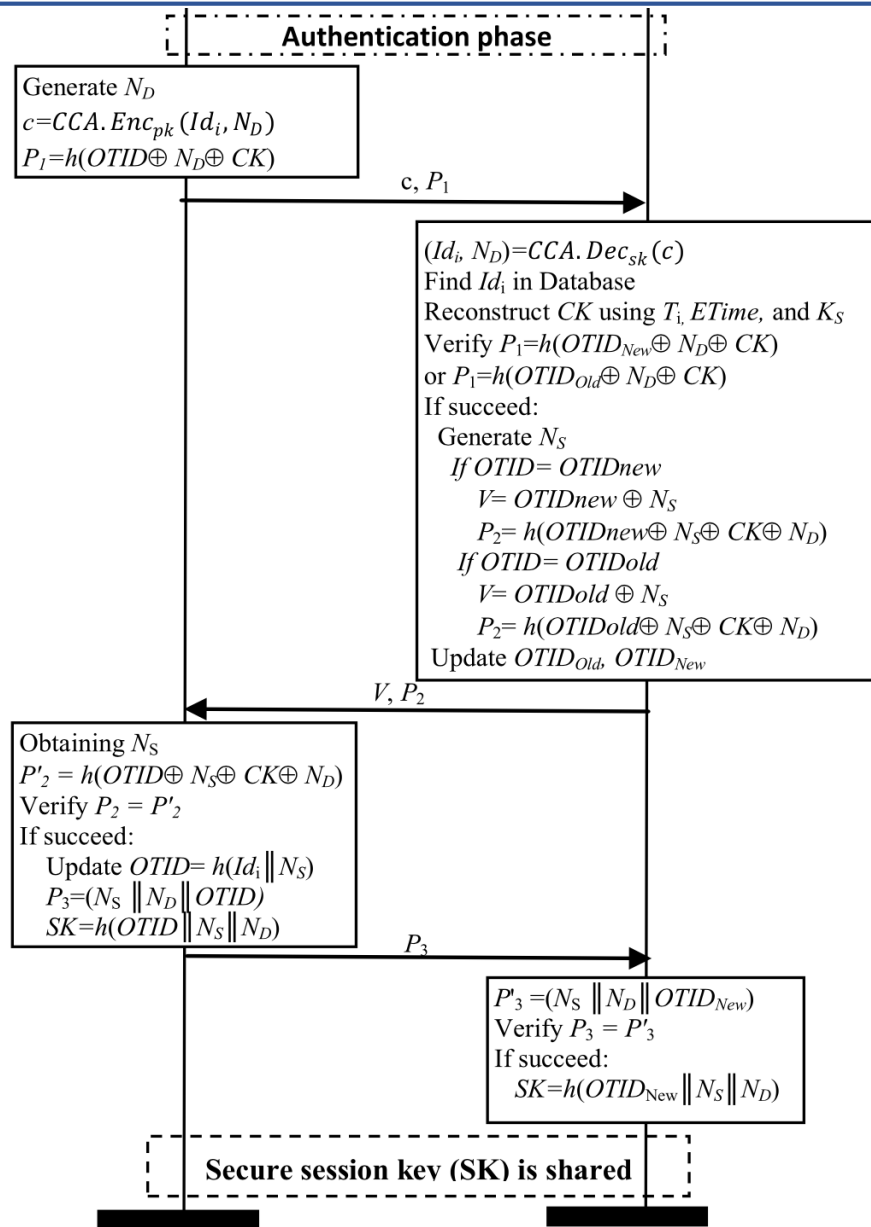 Authentication phase
Generate N_D
c=CCA.Enc_pk(Id_i, N_D)
P_1=h(OTID⊕ N_D⊕ CK)
c, P_1
(Id_i, N_D)=CCA.Dec_sk(c)
Find Id_i in Database
Reconstruct CK using T_i, ETime, and K_S
Verify P_1=h(OTID_New⊕ N_D⊕ CK)
or P_1=h(OTID_Old⊕ N_D⊕ CK)
If succeed:
Generate N_S
If OTID= OTIDnew
V= OTIDnew ⊕ N_S
P_2= h(OTIDnew⊕ N_S⊕ CK⊕ N_D)
If OTID= OTIDold
V= OTIDold ⊕ N_S
P_2= h(OTIDold⊕ N_S⊕ CK⊕ N_D)
Update OTID_Old, OTID_New
V, P_2
Obtaining N_S
P'_2 = h(OTID⊕ N_S⊕ CK⊕ N_D)
Verify P_2 = P'_2
If succeed:
Update OTID= h(Id_i‖N_S)
P_3=(N_S ‖N_D‖OTID)
SK=h(OTID‖N_S‖N_D)
P_3
P'_3 =(N_S ‖N_D‖OTID_New)
Verify P_3 = P'_3
If succeed:
SK=h(OTID_New‖N_S‖N_D)
Secure session key (SK) is shared